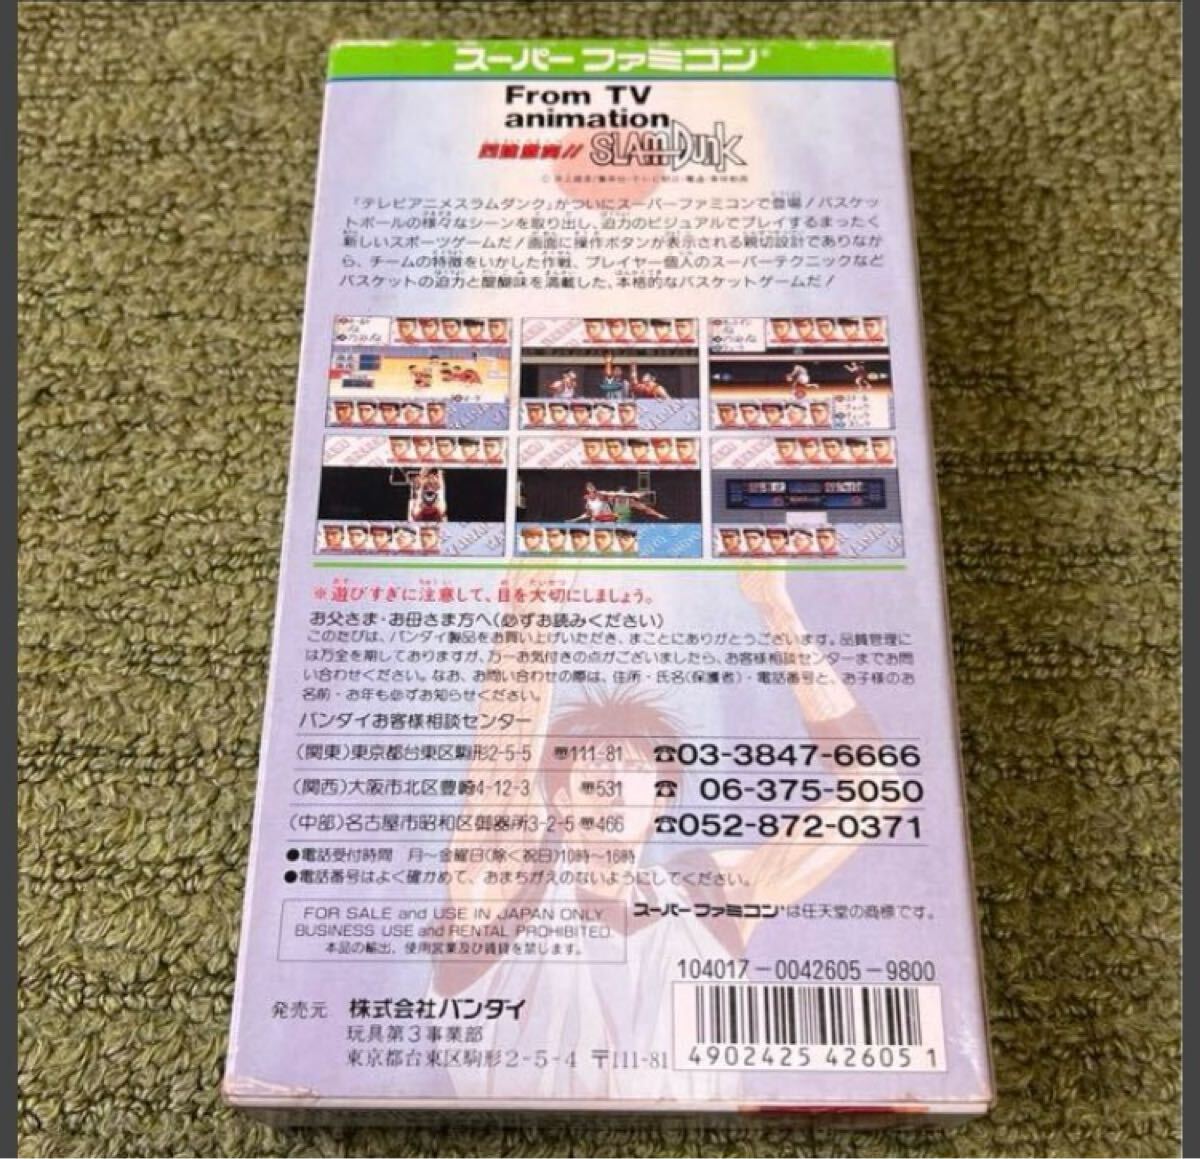 スーパーファミコン®
From TV
animation
SLAM DUNK
『テレビアニメスラムダンク』がついにスーパーファミコンで登場！バスケッ
トボールの様々なシーンを取り出し、迫力のビジュアルでプレイするまったく
新しいスポーツゲームだ！画面に操作ボタンが表示される親切設計でありなが
ら、チームの特徴をいかした作戦、プレイヤー個人のスーパーテクニックなど
バスケットの迫力と醍醐味を満載した、本格的なバスケットゲームだ！
※遊びすぎに注意して、目を大切にしましょう。
お父さま・お母さま方へ（必ずお読みください）
このたびは、バンダイ製品をお買い上げいただき、まことにありがとうございます。品質管理に
は万全を期しておりますが、万一お気付きの点がございましたら、お客様相談センターまでお問
い合わせください。なお、お問い合わせの際は、住所・氏名（保護者）・電話番号と、お子様のお
名前・お年も必ずお知らせください。
バンダイお客様相談センター
（関東）東京都台東区駒形2-5-5 〒111-81 ☎03-3847-6666
（関西）大阪市北区豊崎4-12-3 〒531 ☎ 06-375-5050
（中部）名古屋市昭和区御器所3-2-5 〒466 ☎052-872-0371
●電話受付時間 月〜金曜日（除く祝日）10時〜16時
●電話番号はよく確かめて、おまちがえのないようにしてください。
FOR SALE and USE IN JAPAN ONLY.
BUSINESS USE and RENTAL PROHIBITED.
本品の輸出、使用営業及び賃貸を禁じます。
スーパーファミコン®は任天堂の商標です。
104017-0042605-9800
発売元 株式会社バンダイ
玩具第3事業部
東京都台東区駒形2-5-4 〒111-81
4902425 426051